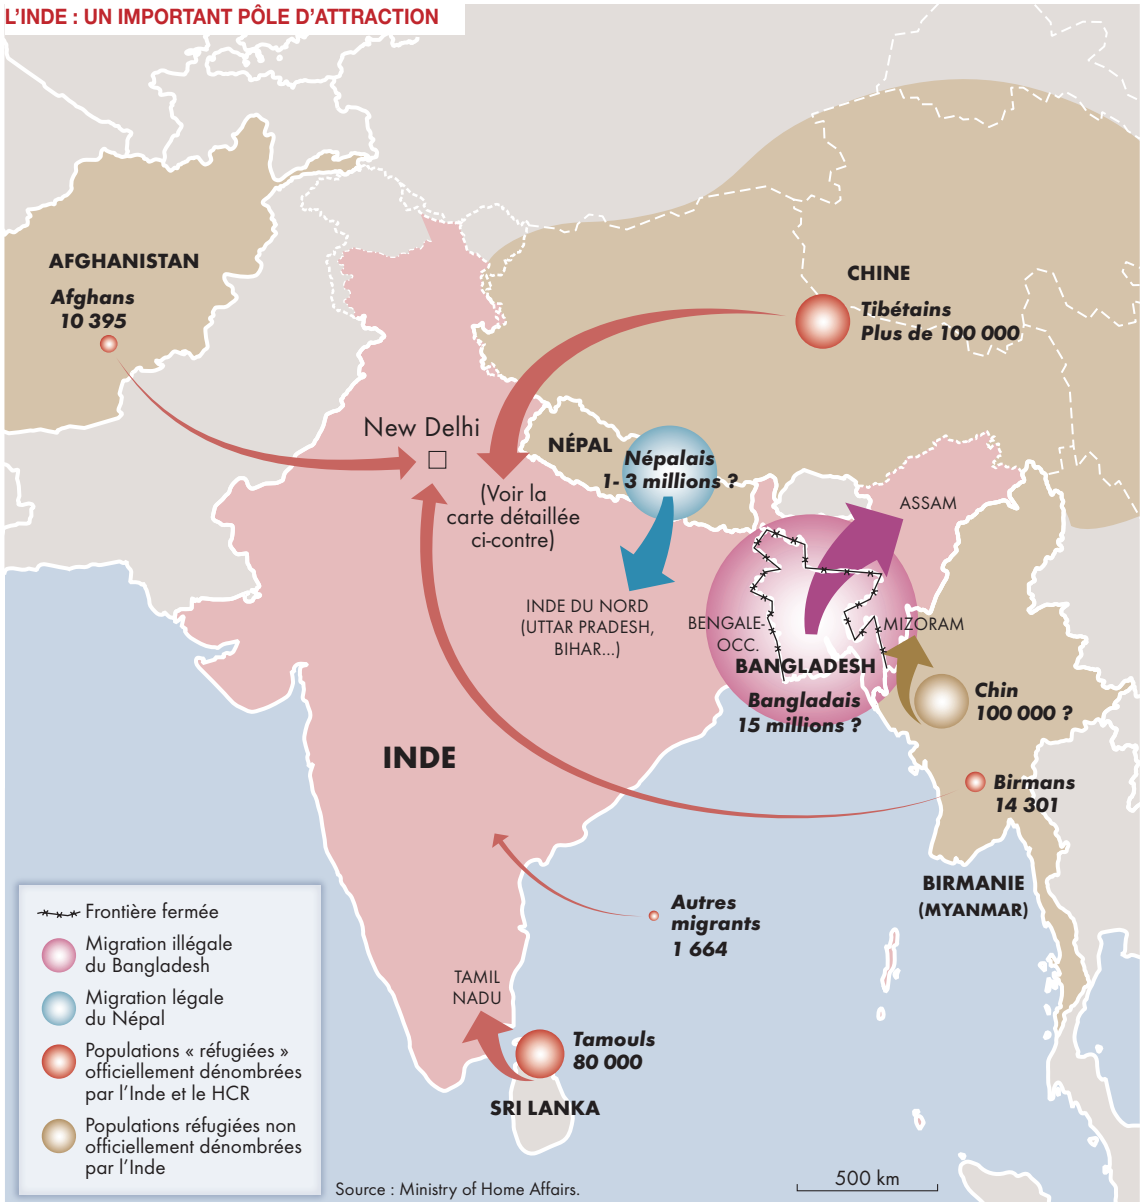 L'INDE : UN IMPORTANT PÔLE D'ATTRACTION
AFGHANISTAN
Afghans
10 395
CHINE
Tibétains
Plus de 100 000
New Delhi
(Voir la
carte détaillée
ci-contre)
NÉPAL
Népalais
1- 3 millions ?
ASSAM
INDE DU NORD
(UTTAR PRADESH,
BIHAR...)
BENGALE-
OCC.
MIZORAM
BANGLADESH
Bangladais
15 millions ?
Chin
100 000 ?
INDE
Birmans
14 301
BIRMANIE
(MYANMAR)
Autres
migrants
1 664
TAMIL
NADU
Tamouls
80 000
SRI LANKA
Frontière fermée
Migration illégale
du Bangladesh
Migration légale
du Népal
Populations « réfugiées »
officiellement dénombrées
par l'Inde et le HCR
Populations réfugiées non
officiellement dénombrées
par l'Inde
Source : Ministry of Home Affairs.
500 km